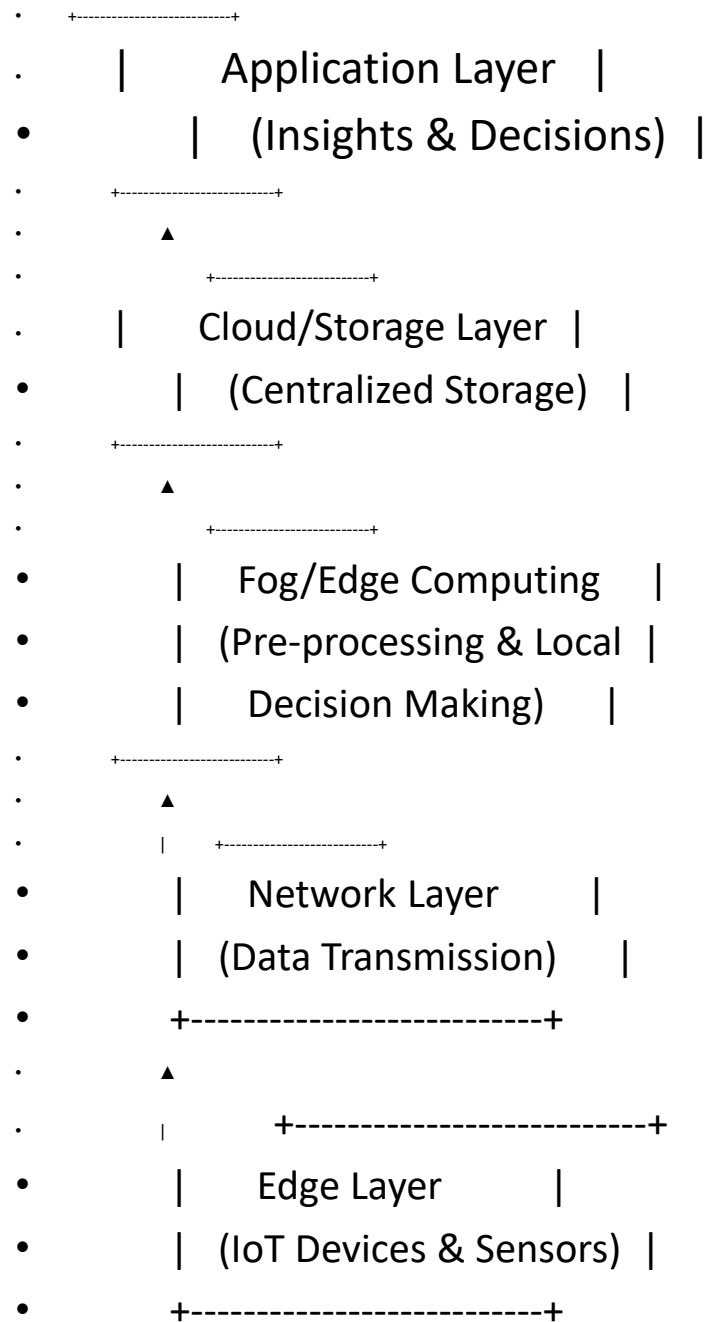 • +---------------------------+
• | Application Layer |
• | (Insights & Decisions) |
• +---------------------------+
• ▲
• +---------------------------+
• | Cloud/Storage Layer |
• | (Centralized Storage) |
• +---------------------------+
• ▲
• +---------------------------+
• | Fog/Edge Computing |
• | (Pre-processing & Local |
• | Decision Making) |
• +---------------------------+
• ▲
• | +---------------------------+
• | Network Layer |
• | (Data Transmission) |
• +---------------------------+
• ▲
• | +---------------------------+
• | Edge Layer |
• | (IoT Devices & Sensors) |
• +---------------------------+